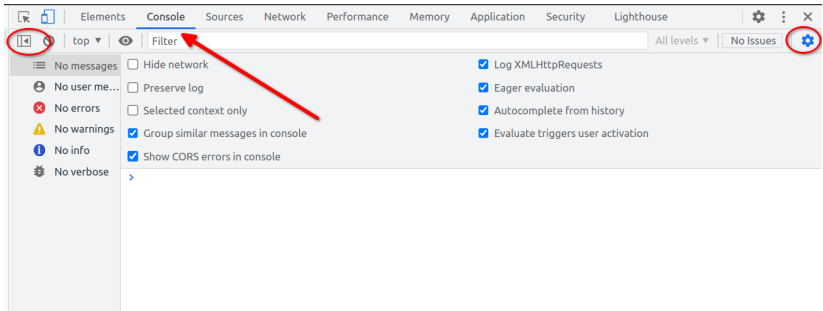 Elements Console Sources Network Performance Memory Application Security Lighthouse
top Filter All levels No Issues
No messages Hide network Log XMLHttpRequests
No user me... Preserve log Eager evaluation
No errors Selected context only Autocomplete from history
No warnings Group similar messages in console Evaluate triggers user activation
No info Show CORS errors in console
No verbose